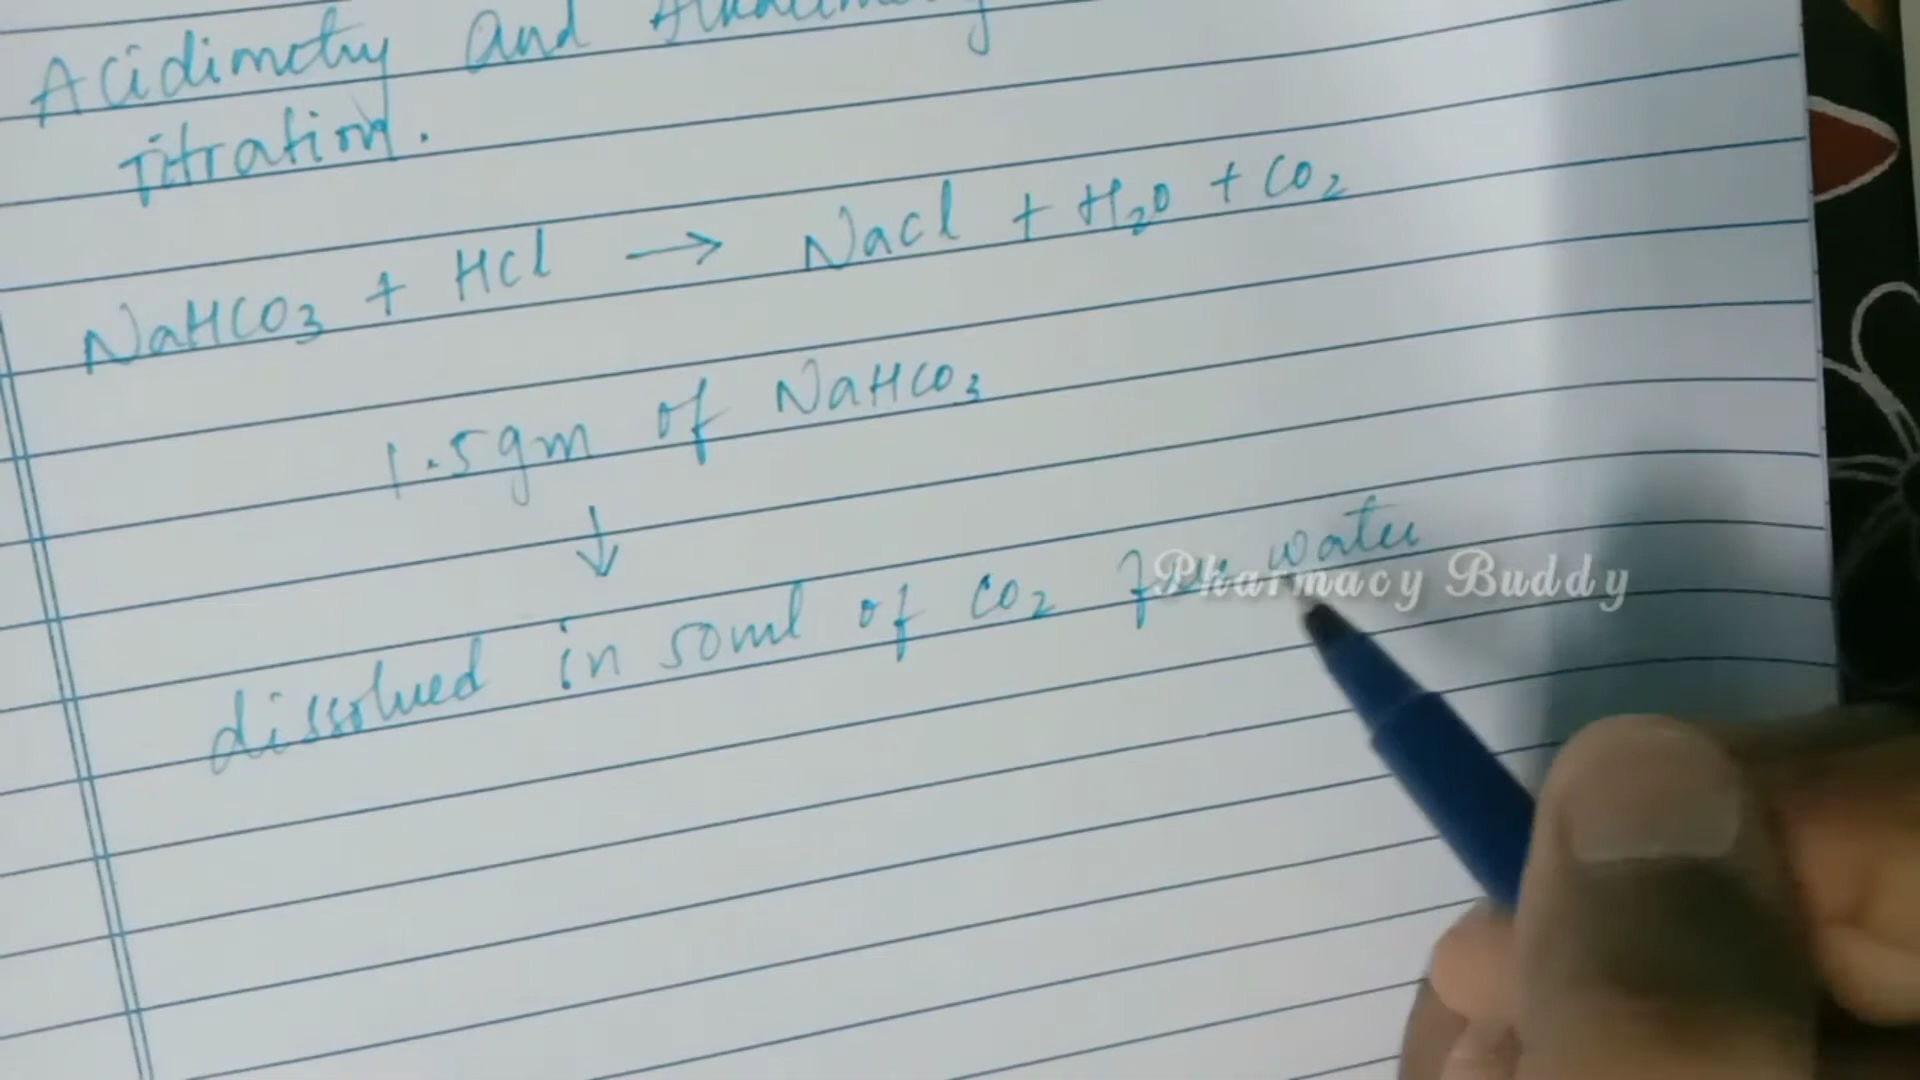 Acidimetry and Alkalimetry
Titration.
NaHCO3 + HCl → NaCl + H2O + CO2
1.5gm of NaHCO3
↓
dissolved in 50ml of CO2 free water
Pharmacy Buddy